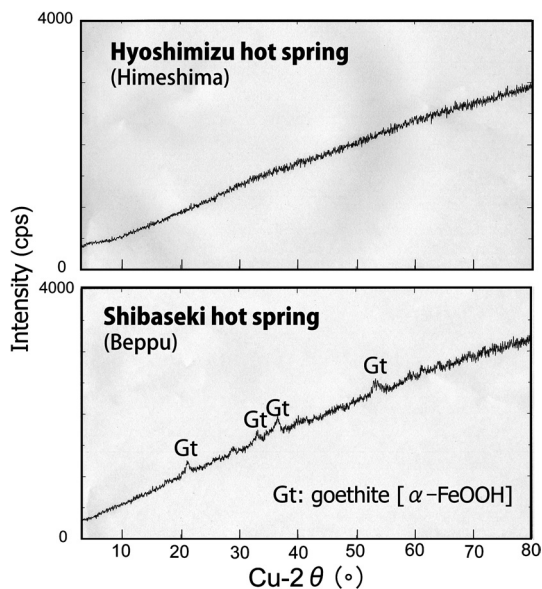 4000
Hyoshimizu hot spring
(Himeshima)
0
Intensity (cps)
4000
Shibaseki hot spring
(Beppu)
Gt
Gt
Gt
Gt
Gt: goethite [ α-FeOOH]
0
10
20
30
40
50
60
70
80
Cu-2 θ (°)